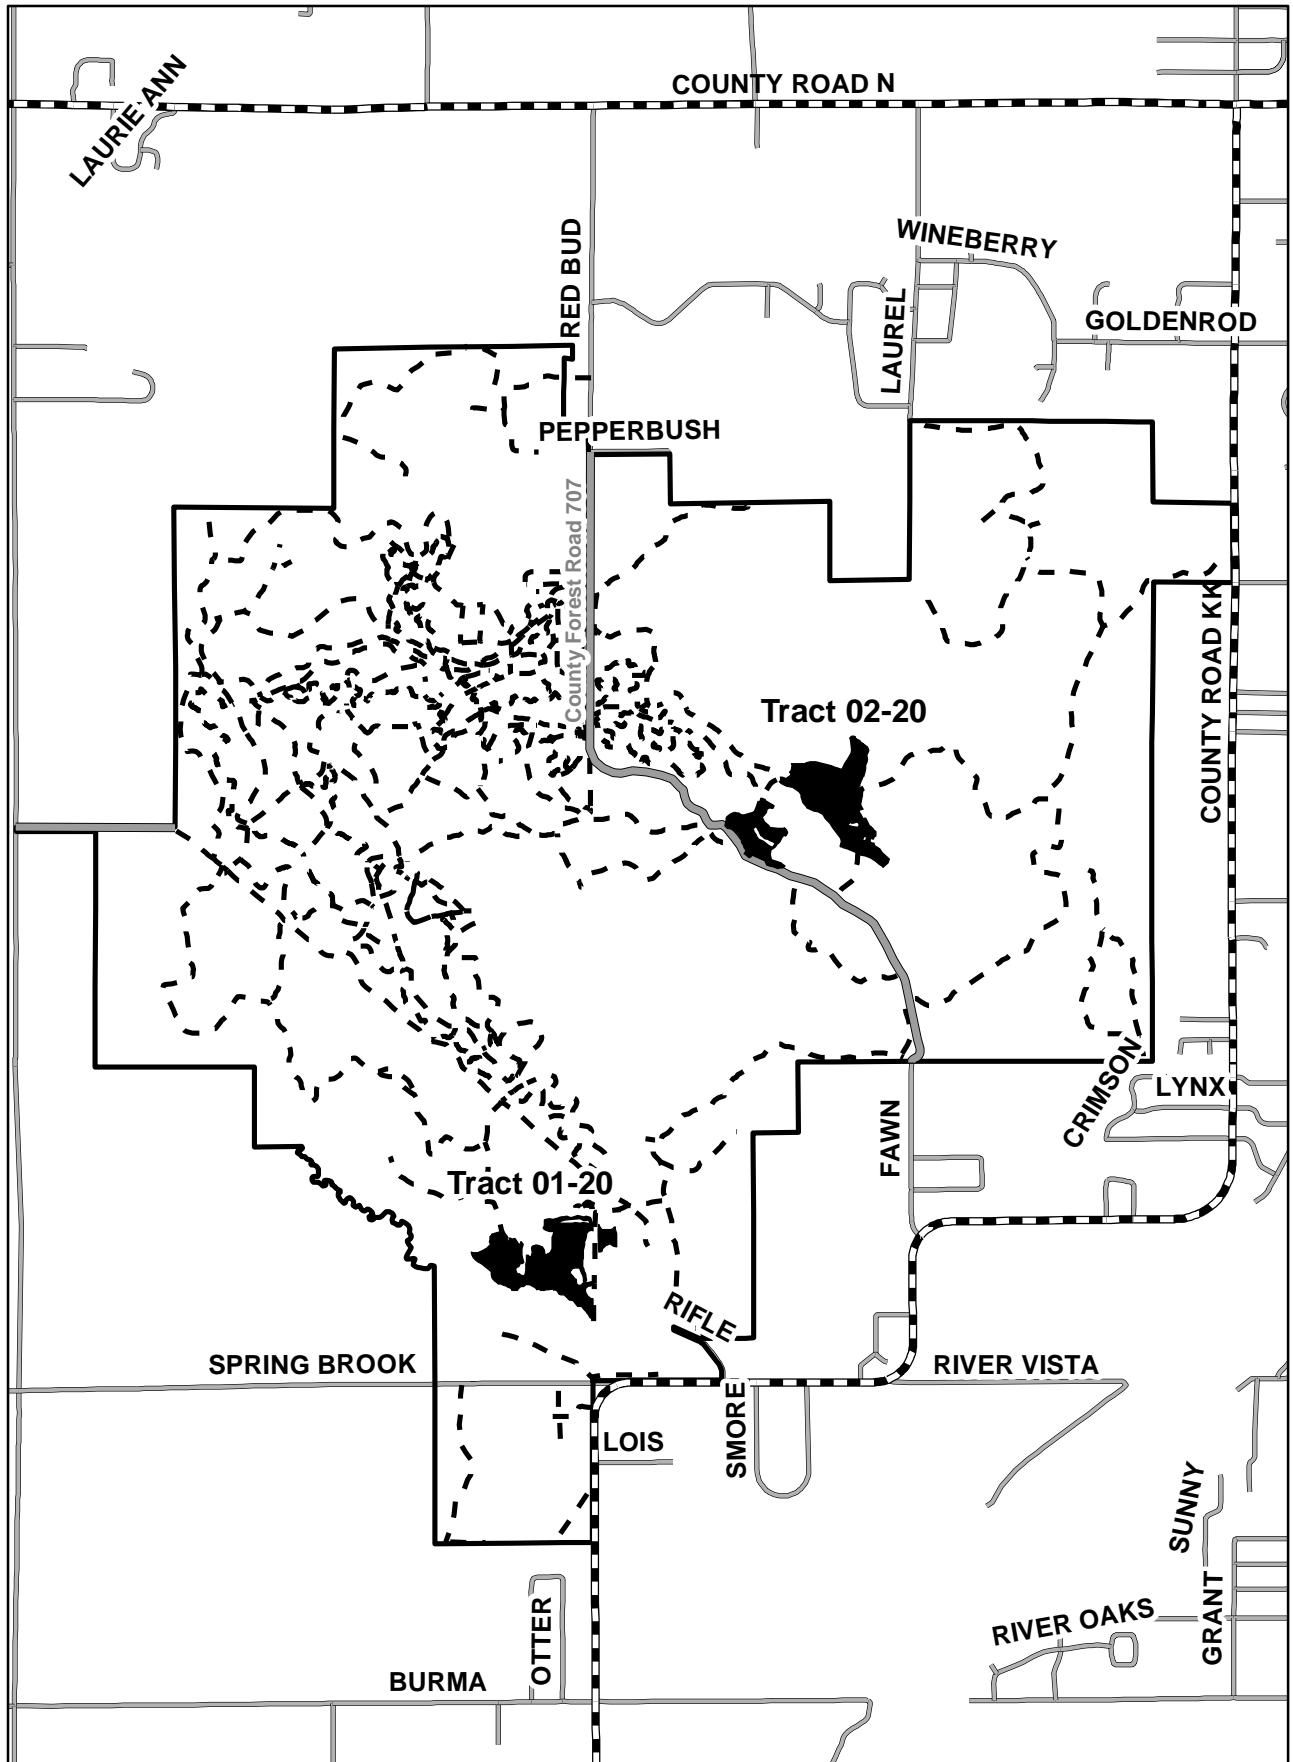 LAURIE ANN
COUNTY ROAD N
RED BUD
WINEBERRY
LAUREL
GOLDENROD
PEPPERBUSH
County Forest Road 707
COUNTY ROAD KK
Tract 02-20
CRIMSON
LYNX
FAWN
Tract 01-20
RIFLE
SPRING BROOK
RIVER VISTA
SMORE
LOIS
SUNNY
GRANT
RIVER OAKS
OTTER
BURMA